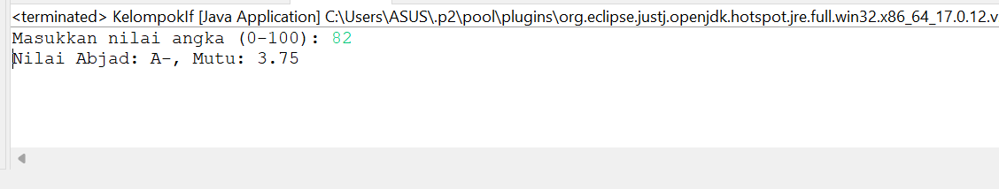 <terminated> KelompokIf [Java Application] C:\Users\ASUS\.p2\pool\plugins\org.eclipse.justj.openjdk.hotspot.jre.full.win32.x86_64_17.0.12.v
Masukkan nilai angka (0-100): 82
Nilai Abjad: A-, Mutu: 3.75